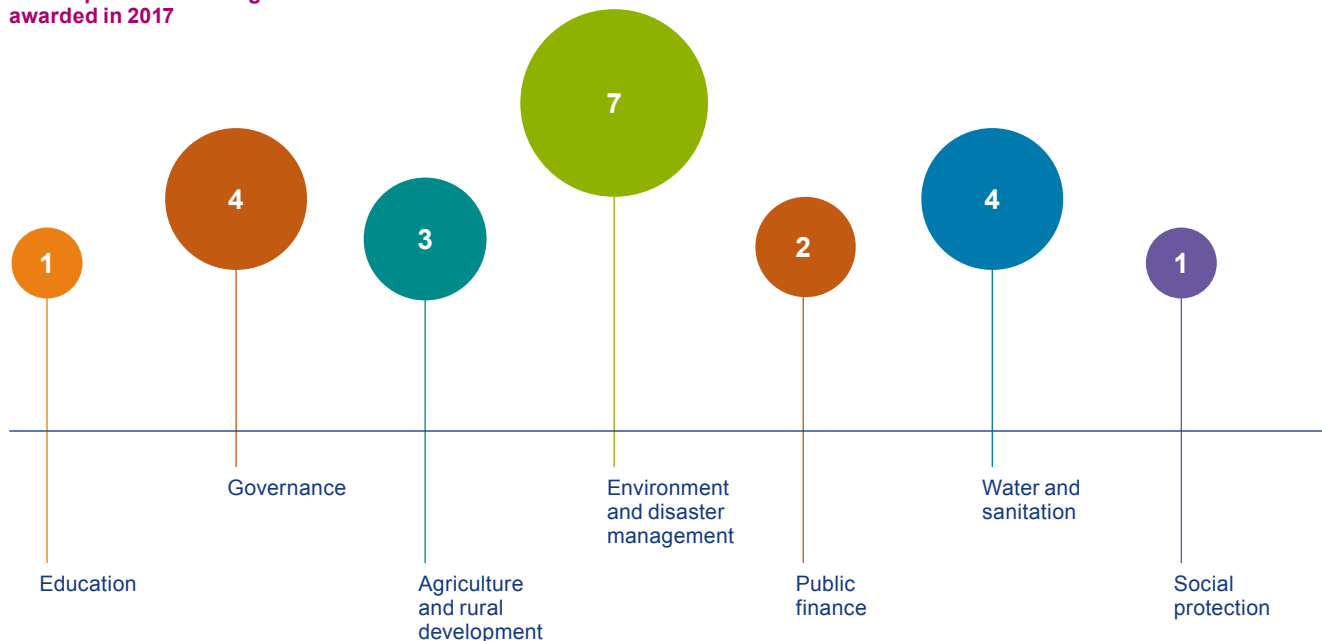 awarded in 2017
7
4
4
3
2
1
1
Governance
Environment
and disaster
management
Water and
sanitation
Education
Agriculture
and rural
development
Public
finance
Social
protection